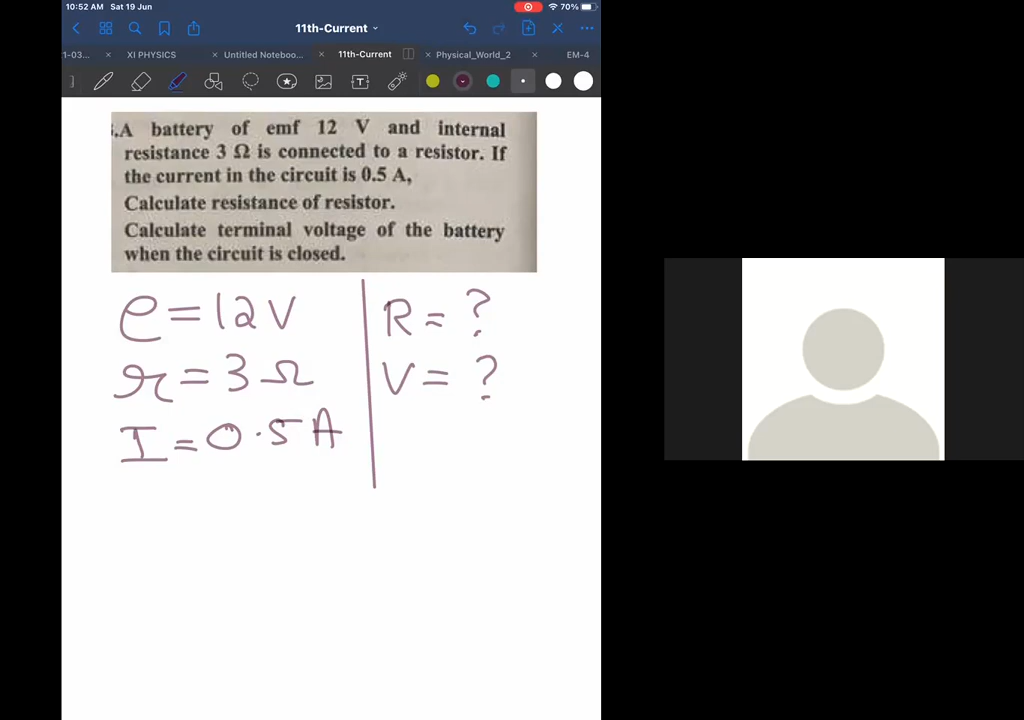 10:52 AM Sat 19 Jun 70%
11th-Current
1-03... XI PHYSICS Untitled Noteboo... 11th-Current Physical_World_2 EM-4
.A battery of emf 12 V and internal
resistance 3 Ω is connected to a resistor. If
the current in the circuit is 0.5 A,
Calculate resistance of resistor.
Calculate terminal voltage of the battery
when the circuit is closed.
e = 12 V
r = 3 Ω
I = 0.5 A
R = ?
V = ?